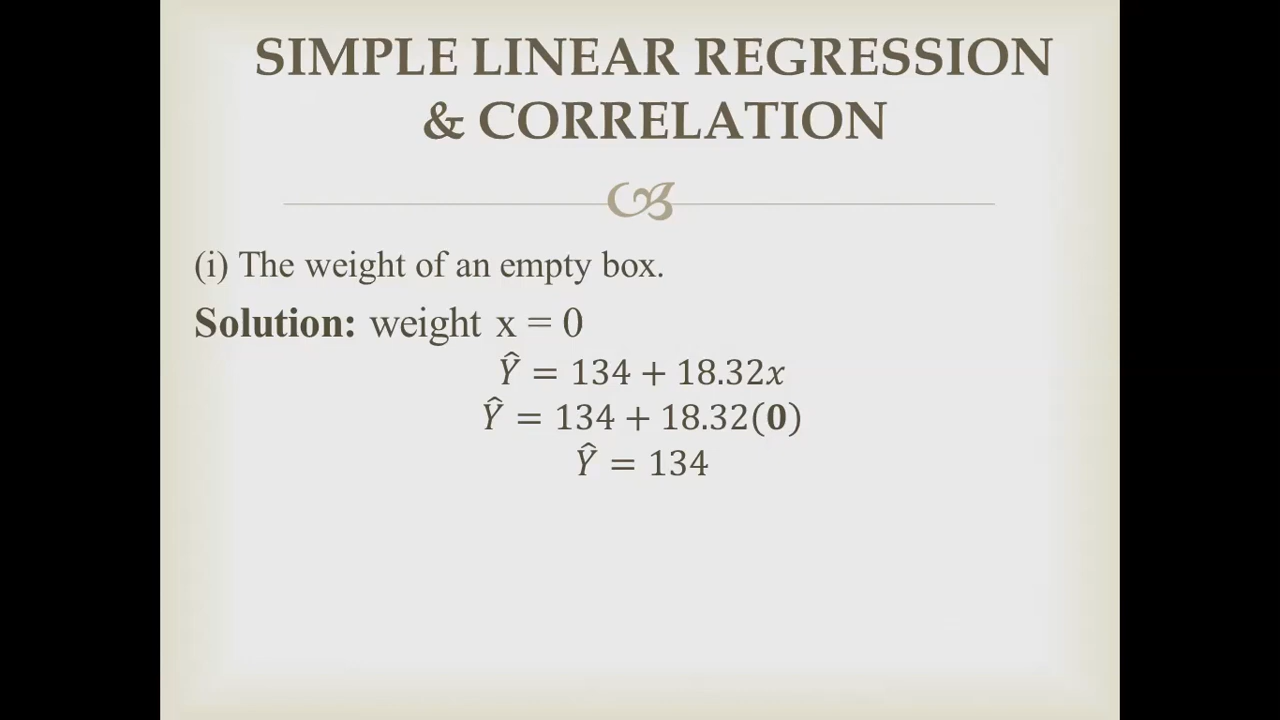 SIMPLE LINEAR REGRESSION
& CORRELATION
(i) The weight of an empty box.
Solution: weight x = 0
Ŷ = 134 + 18.32x
Ŷ = 134 + 18.32(0)
Ŷ = 134